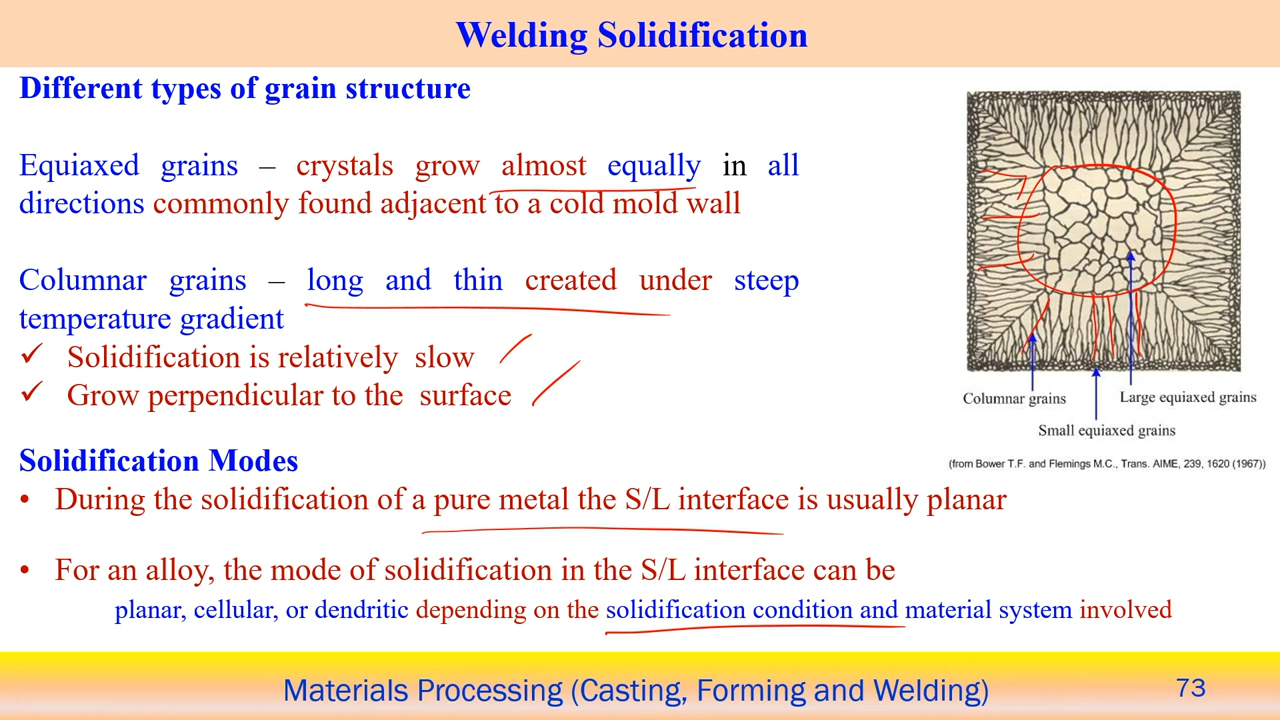 Welding Solidification
Different types of grain structure
Equiaxed grains – crystals grow almost equally in all
directions commonly found adjacent to a cold mold wall
Columnar grains – long and thin created under steep
temperature gradient
✓ Solidification is relatively slow
✓ Grow perpendicular to the surface
Columnar grains
Large equiaxed grains
Small equiaxed grains
(from Bower T.F. and Flemings M.C., Trans. AIME, 239, 1620 (1967))
Solidification Modes
• During the solidification of a pure metal the S/L interface is usually planar
• For an alloy, the mode of solidification in the S/L interface can be
planar, cellular, or dendritic depending on the solidification condition and material system involved
Materials Processing (Casting, Forming and Welding)
73